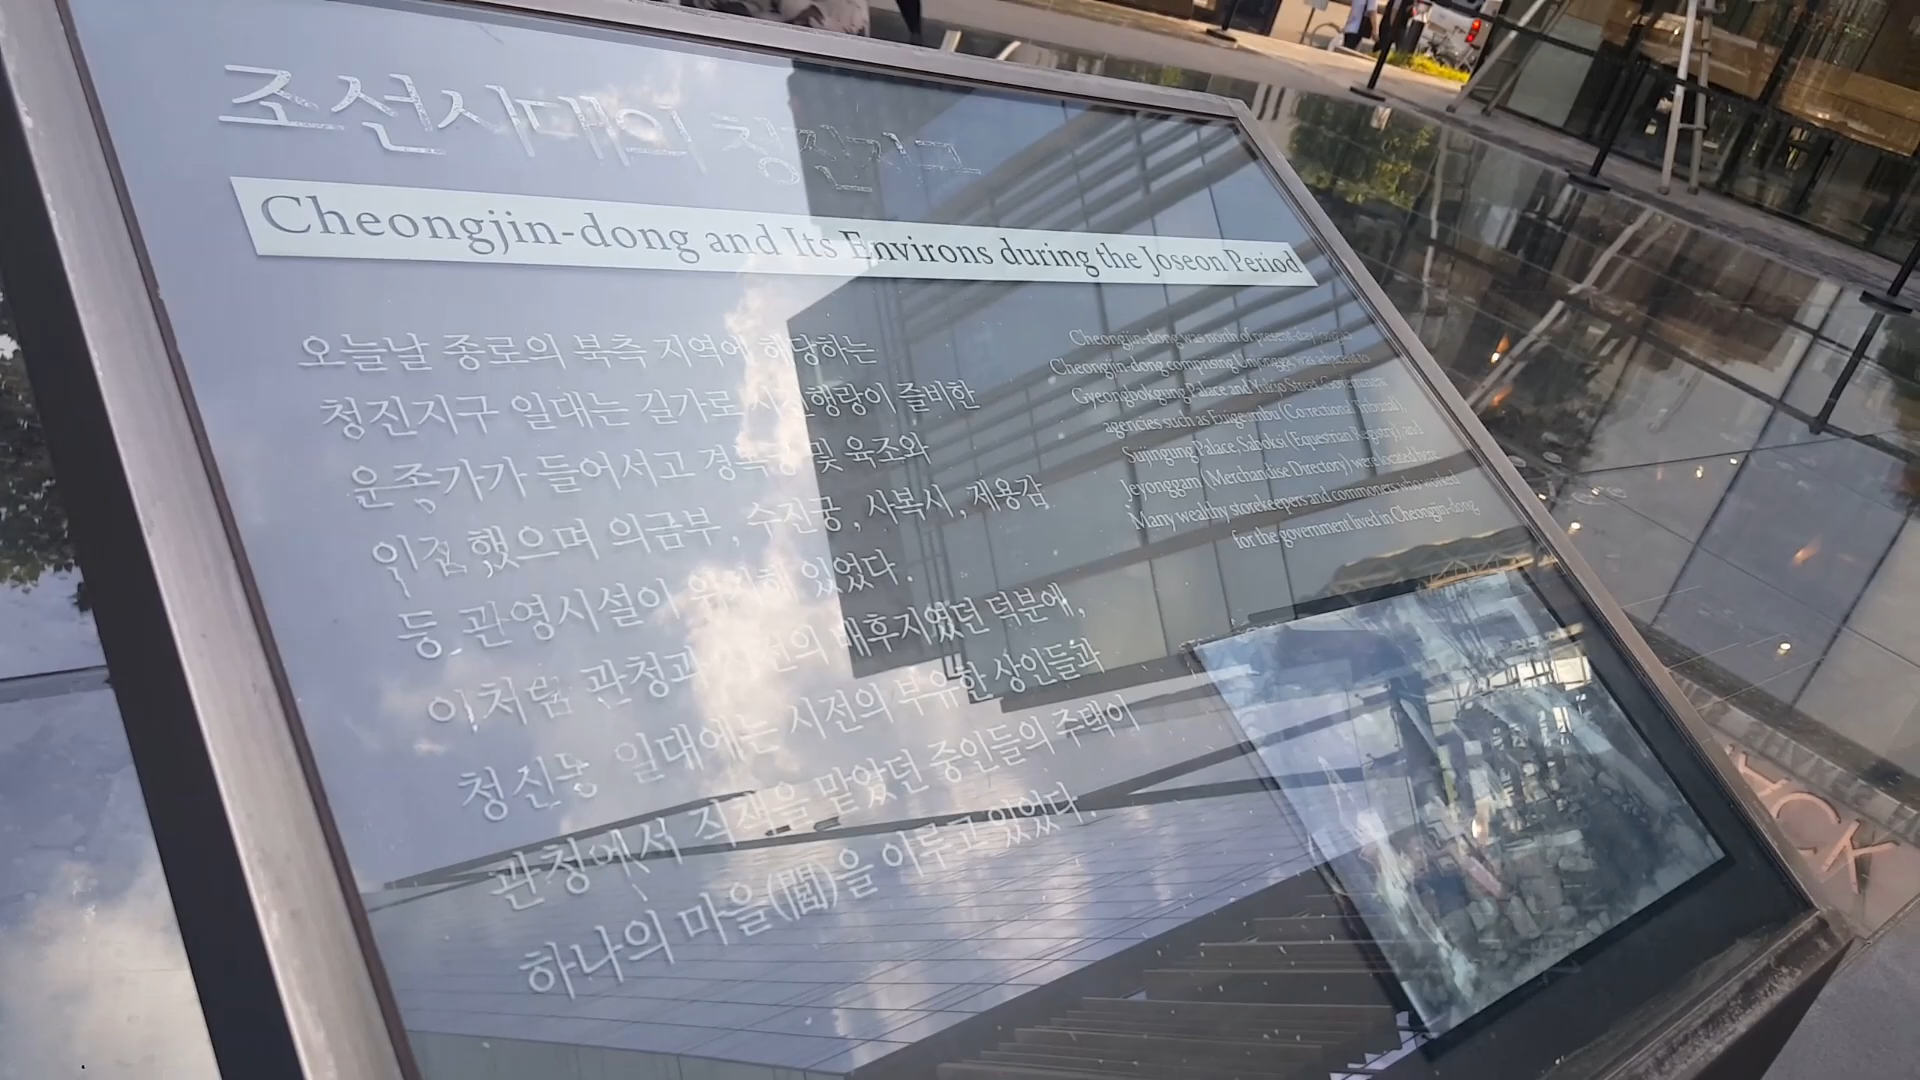 조선시대의 청진지구
Cheongjin-dong and Its Environs during the Joseon Period
오늘날 종로의 북측 지역에 해당하는
청진지구 일대는 길가로 행랑이 즐비한
운종가가 들어서고 경복궁 및 육조와
인접했으며 의금부, 수진궁, 사복시, 제용감
등 관영시설이 있었다.
이처럼 관청과 배후지였던 덕분에,
청진동 일대에는 시전의 부유한 상인들과
관청에서 직책을 맡았던 중인들의 주택이
하나의 마을(閭)을 이루고 있었다.
Cheongjin-dong was north of present-day
Cheongjin-dong comprising Unjongga, was adjacent to
Gyeongbokgung Palace and Yukjo Street. Government
agencies such as Euigeumbu (Correctional Tribunal),
Sujingung Palace, Saboksi (Equestrian Registry), and
Jeyonggam (Merchandise Directory) were located here.
Many wealthy storekeepers and commoners who worked
for the government lived in Cheongjin-dong.